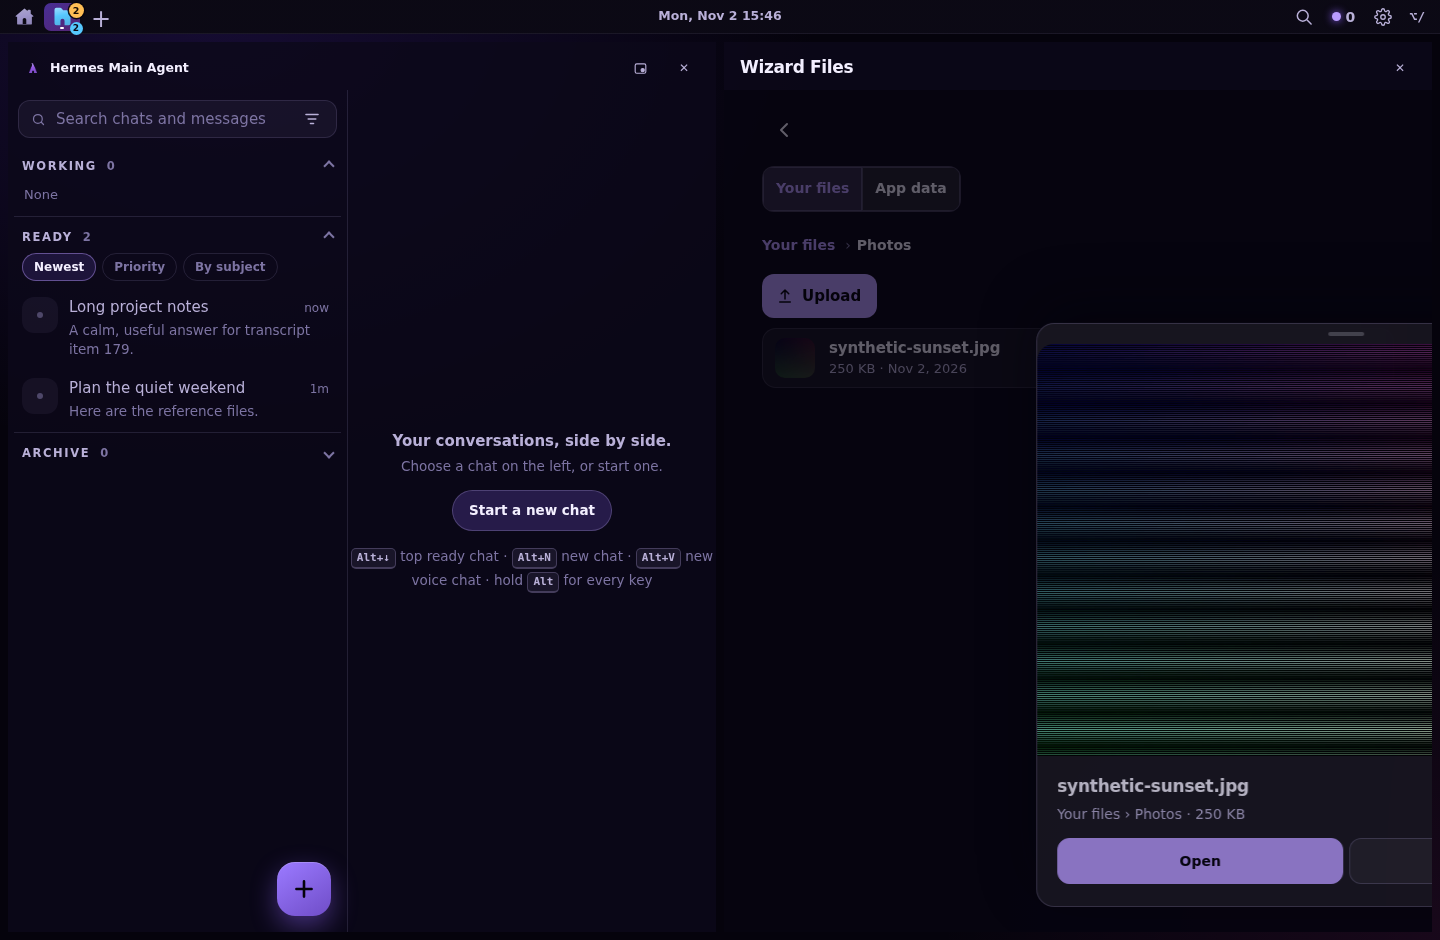 2
2
Mon, Nov 2 15:46
0
⌥/
Hermes Main Agent
Search chats and messages
WORKING 0
None
READY 2
Newest
Priority
By subject
Long project notes
now
A calm, useful answer for transcript
item 179.
Plan the quiet weekend
1m
Here are the reference files.
ARCHIVE 0
Your conversations, side by side.
Choose a chat on the left, or start one.
Start a new chat
Alt+↓ top ready chat · Alt+N new chat · Alt+V new
voice chat · hold Alt for every key
Wizard Files
Your files
App data
Your files › Photos
Upload
synthetic-sunset.jpg
250 KB · Nov 2, 2026
synthetic-sunset.jpg
Your files › Photos · 250 KB
Open